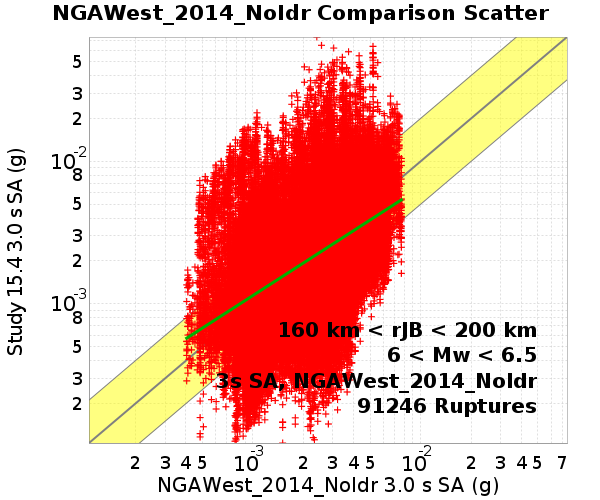 NGAWest_2014_NoIdr Comparison Scatter
5
3
2
10-2
8
5
3
2
10-3
8
5
3
2
Study 15.4 3.0 s SA (g)
160 km < rJB < 200 km
6 < Mw < 6.5
3s SA, NGAWest_2014_NoIdr
91246 Ruptures
2 3 4 5 10-3 2 3 4 5 10-2 2 3 4 5 7
NGAWest_2014_NoIdr 3.0 s SA (g)